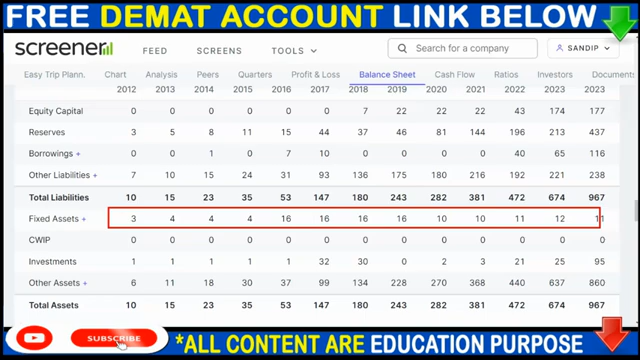 FREE DEMAT ACCOUNT LINK BELOW
screener FEED SCREENS TOOLS Search for a company SANDIP
Easy Trip Plann. Chart Analysis Peers Quarters Profit & Loss Balance Sheet Cash Flow Ratios Investors Documents
2012 2013 2014 2015 2016 2017 2018 2019 2020 2021 2022 2023 2023
Equity Capital 0 0 0 0 0 0 7 22 22 22 43 174 177
Reserves 3 5 8 11 15 44 37 46 81 144 196 213 437
Borrowings + 0 0 1 0 7 10 0 0 0 0 40 65 116
Other Liabilities + 7 10 15 24 31 93 136 175 180 216 192 221 238
Total Liabilities 10 15 23 35 53 147 180 243 282 381 472 674 967
Fixed Assets + 3 4 4 4 16 16 16 16 10 10 11 12 11
CWIP 0 0 0 0 0 0 0 0 0 0 0 0 0
Investments 1 1 1 1 1 32 30 0 2 3 21 25 95
Other Assets + 6 11 18 30 37 99 134 228 270 368 440 637 860
Total Assets 10 15 23 35 53 147 180 243 282 381 472 674 967
SUBSCRIBE *ALL CONTENT ARE EDUCATION PURPOSE